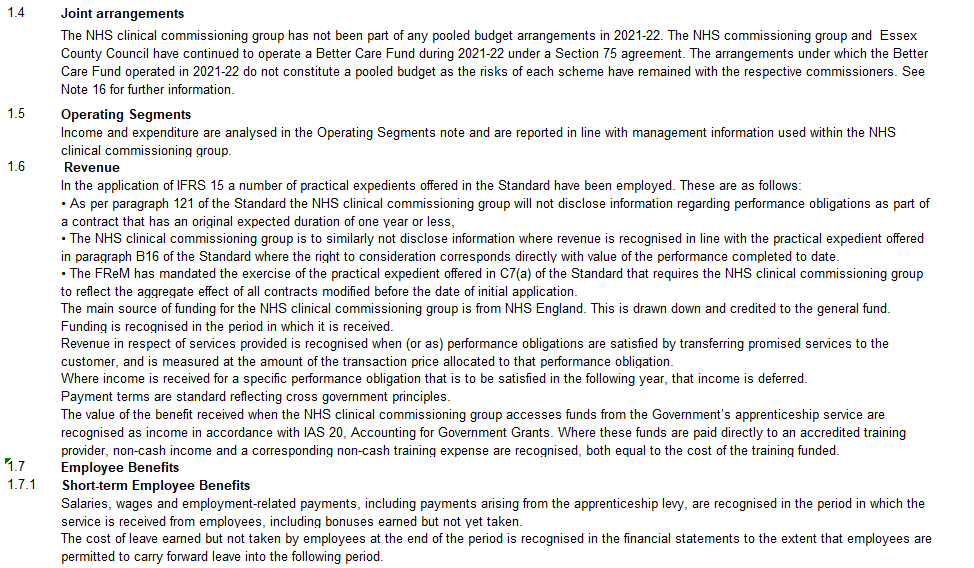 1.4 Joint arrangements
The NHS clinical commissioning group has not been part of any pooled budget arrangements in 2021-22. The NHS commissioning group and  Essex
County Council have continued to operate a Better Care Fund during 2021-22 under a Section 75 agreement. The arrangements under which the Better
Care Fund operated in 2021-22 do not constitute a pooled budget as the risks of each scheme have remained with the respective commissioners. See
Note 16 for further information.
1.5 Operating Segments
Income and expenditure are analysed in the Operating Segments note and are reported in line with management information used within the NHS
clinical commissioning group.
1.6 Revenue
In the application of IFRS 15 a number of practical expedients offered in the Standard have been employed. These are as follows:
• As per paragraph 121 of the Standard the NHS clinical commissioning group will not disclose information regarding performance obligations as part of
a contract that has an original expected duration of one year or less,
• The NHS clinical commissioning group is to similarly not disclose information where revenue is recognised in line with the practical expedient offered
in paragraph B16 of the Standard where the right to consideration corresponds directly with value of the performance completed to date.
• The FReM has mandated the exercise of the practical expedient offered in C7(a) of the Standard that requires the NHS clinical commissioning group
to reflect the aggregate effect of all contracts modified before the date of initial application.
The main source of funding for the NHS clinical commissioning group is from NHS England. This is drawn down and credited to the general fund.
Funding is recognised in the period in which it is received.
Revenue in respect of services provided is recognised when (or as) performance obligations are satisfied by transferring promised services to the
customer, and is measured at the amount of the transaction price allocated to that performance obligation.
Where income is received for a specific performance obligation that is to be satisfied in the following year, that income is deferred.
Payment terms are standard reflecting cross government principles.
The value of the benefit received when the NHS clinical commissioning group accesses funds from the Government's apprenticeship service are
recognised as income in accordance with IAS 20, Accounting for Government Grants. Where these funds are paid directly to an accredited training
provider, non-cash income and a corresponding non-cash training expense are recognised, both equal to the cost of the training funded.
1.7 Employee Benefits
1.7.1 Short-term Employee Benefits
Salaries, wages and employment-related payments, including payments arising from the apprenticeship levy, are recognised in the period in which the
service is received from employees, including bonuses earned but not yet taken.
The cost of leave earned but not taken by employees at the end of the period is recognised in the financial statements to the extent that employees are
permitted to carry forward leave into the following period.